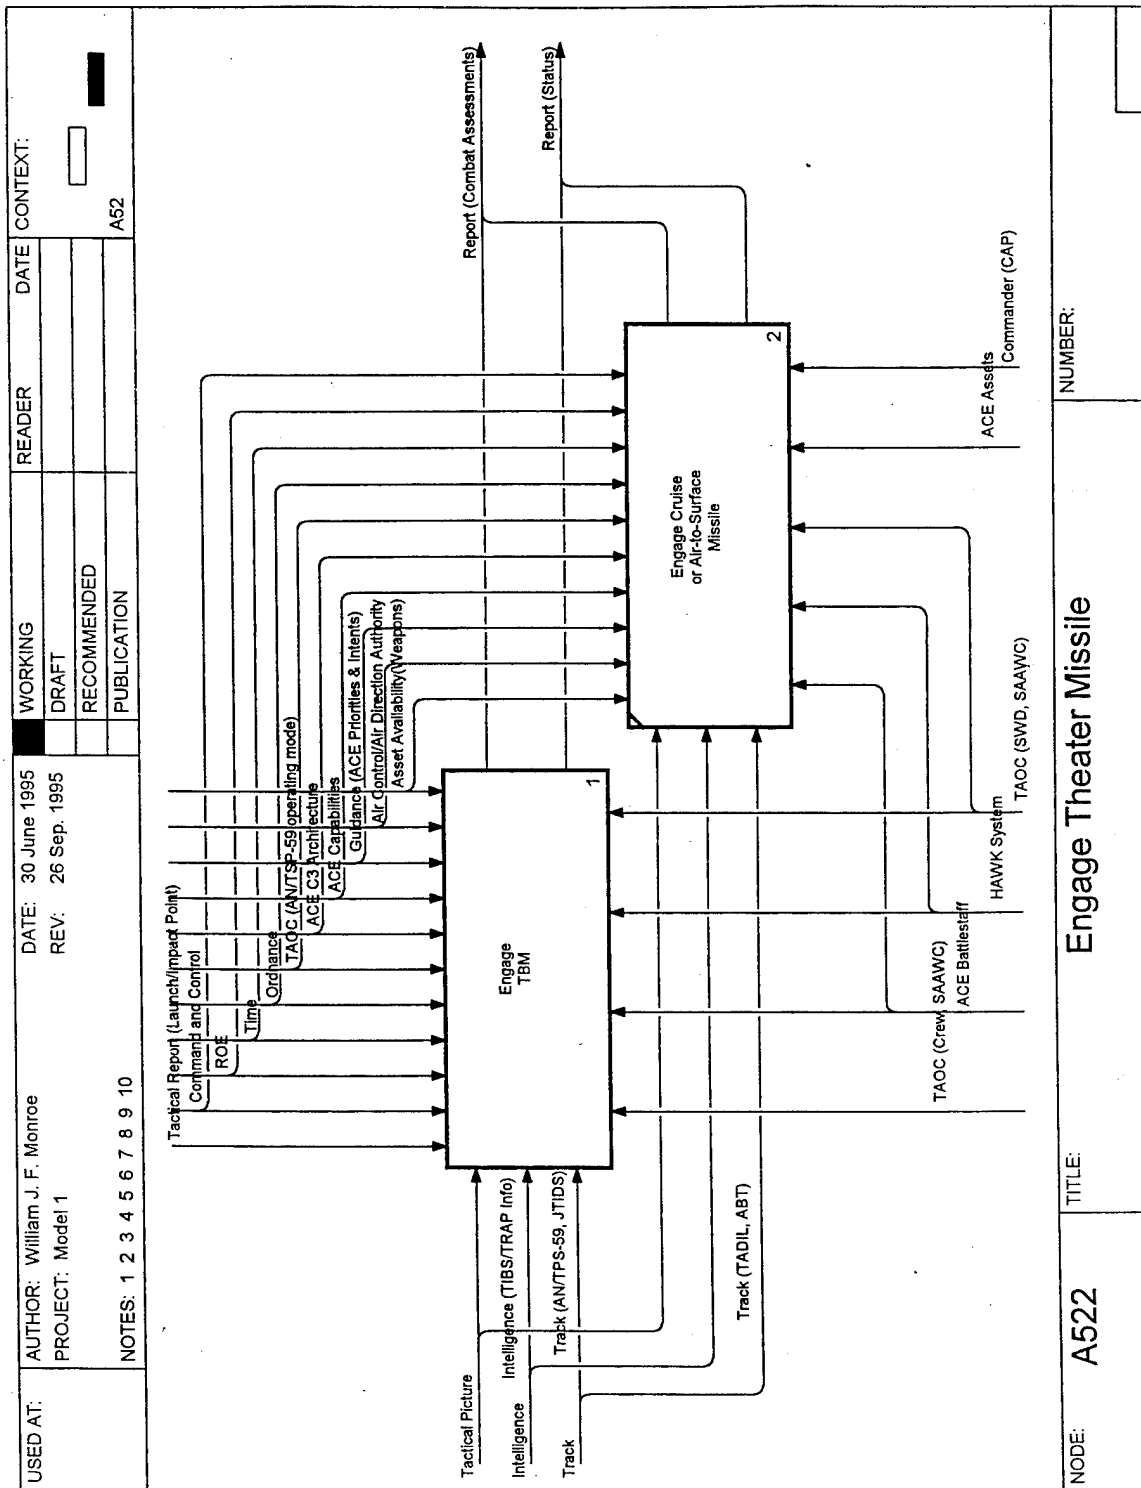 USED AT:
AUTHOR: William J. F. Monroe
PROJECT: Model 1
NOTES: 1 2 3 4 5 6 7 8 9 10
DATE: 30 June 1995
REV: 26 Sep. 1995
WORKING
DRAFT
RECOMMENDED
PUBLICATION
READER
DATE
CONTEXT:
A52
Tactical Report (Launch/Impact Point)
Command and Control
ROE
Time
Ordnance
TAOC (AN/TSP-59 operating mode)
ACE C3 Architecture
ACE Capabilities
Guidance (ACE Priorities & Intents)
Air Control/Air Direction Authority
Asset Availability(Weapons)
Report (Combat Assessments)
Report (Status)
Tactical Picture
Intelligence
Intelligence (TIBS/TRAP Info)
Track
Track (AN/TPS-59, JTIDS)
Track (TADIL, ABT)
Engage
TBM
1
Engage Cruise
or Air-to-Surface
Missile
2
TAOC (Crew, SAAWC)
ACE Battlestaff
HAWK System
TAOC (SWD, SAAWC)
ACE Assets
Commander (CAP)
NODE:
A522
TITLE:
Engage Theater Missile
NUMBER: